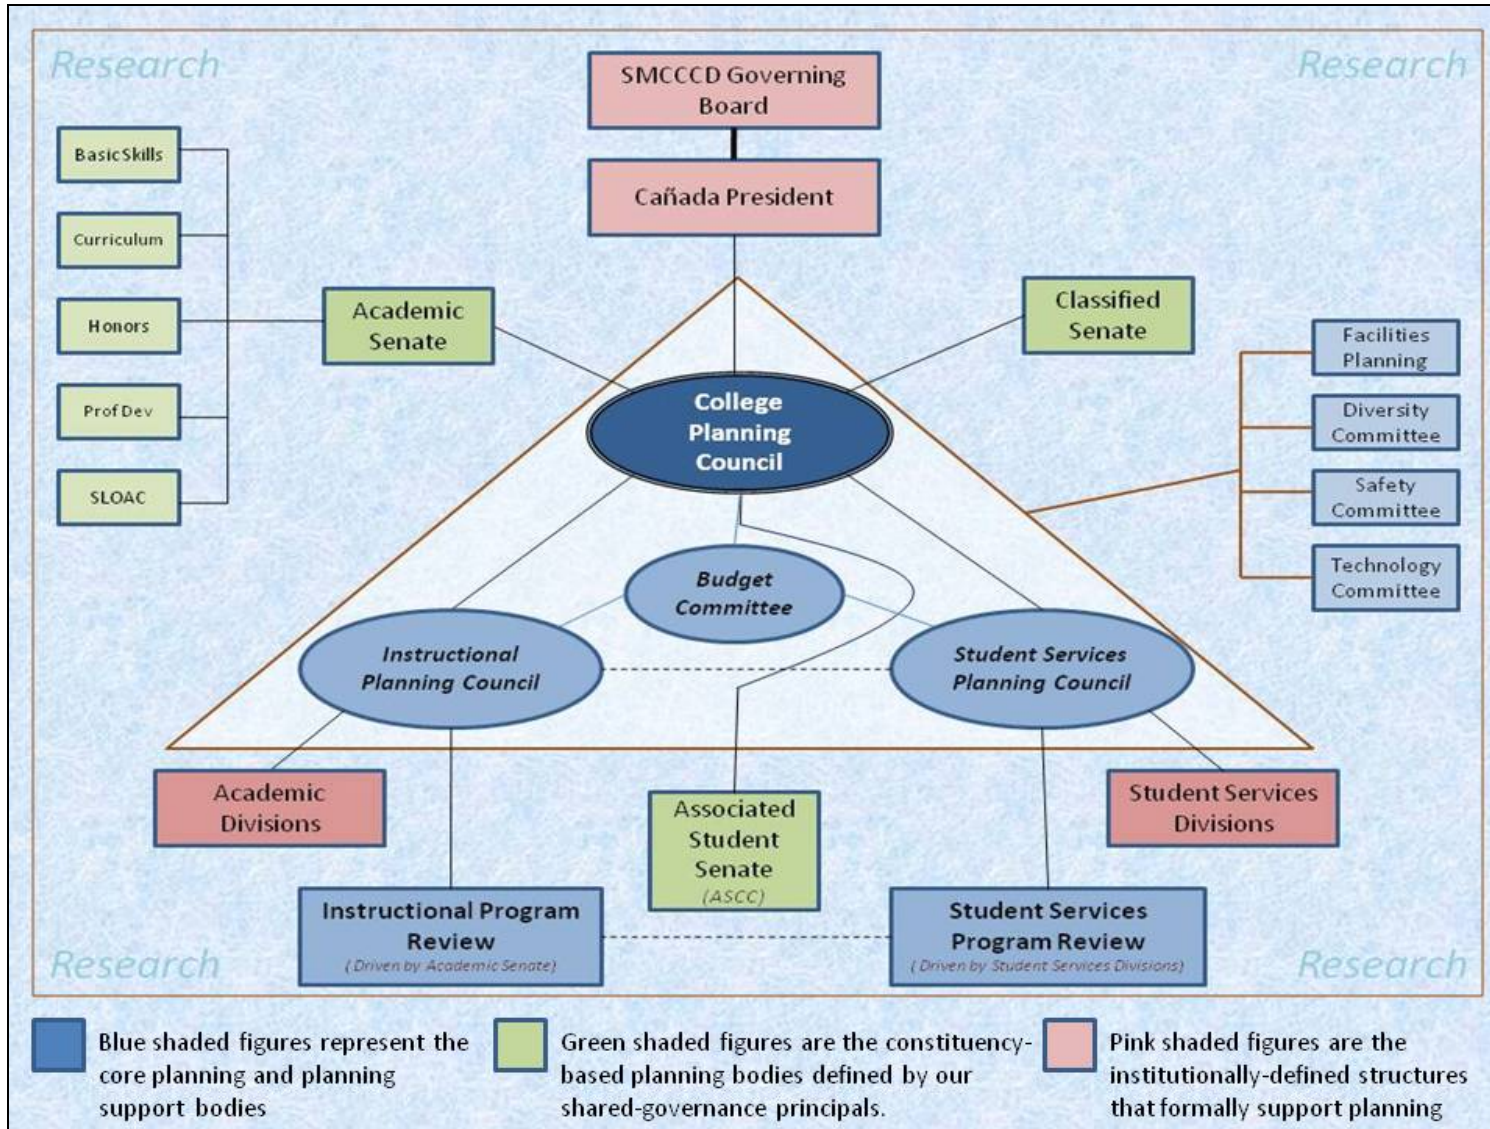 Research
Research
SMCCCD Governing
Board
Cañada President
Basic Skills
Curriculum
Honors
Prof Dev
SLOAC
Academic
Senate
Classified
Senate
Facilities
Planning
Diversity
Committee
Safety
Committee
Technology
Committee
College
Planning
Council
Budget
Committee
Instructional
Planning Council
Student Services
Planning Council
Academic
Divisions
Associated
Student
Senate
(ASCC)
Student Services
Divisions
Instructional Program
Review
( Driven by Academic Senate)
Student Services
Program Review
( Driven by Student Services Divisions)
Research
Research
Blue shaded figures represent the
core planning and planning
support bodies
Green shaded figures are the constituency-
based planning bodies defined by our
shared-governance principals.
Pink shaded figures are the
institutionally-defined structures
that formally support planning